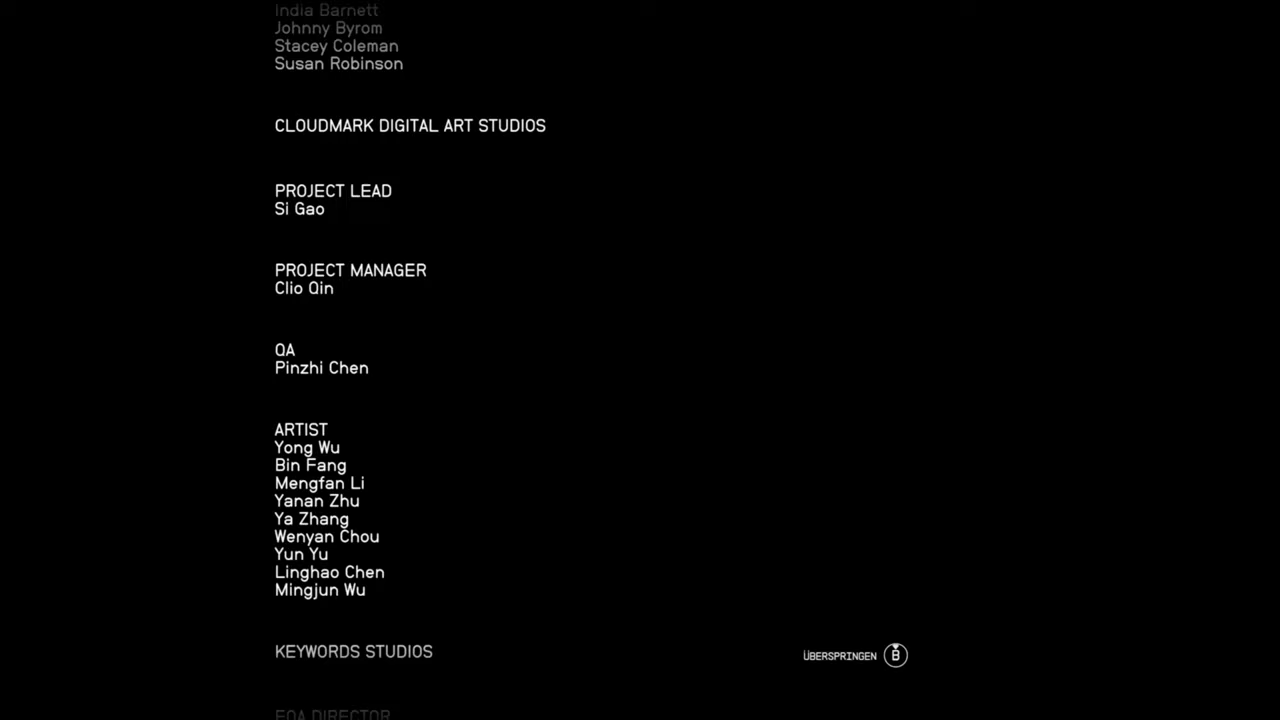 India Barnett
Johnny Byrom
Stacey Coleman
Susan Robinson
CLOUDMARK DIGITAL ART STUDIOS
PROJECT LEAD
Si Gao
PROJECT MANAGER
Clio Qin
QA
Pinzhi Chen
ARTIST
Yong Wu
Bin Fang
Mengfan Li
Yanan Zhu
Ya Zhang
Wenyan Chou
Yun Yu
Linghao Chen
Mingjun Wu
KEYWORDS STUDIOS
ÜBERSPRINGEN B
FQA DIRECTOR